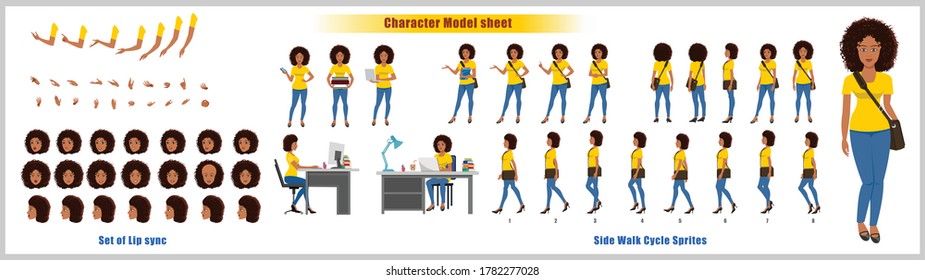 Character Model sheet
1 2 3 4 5 6 7 8
Set of Lip sync
Side Walk Cycle Sprites
shutterstock.com · 1782277028